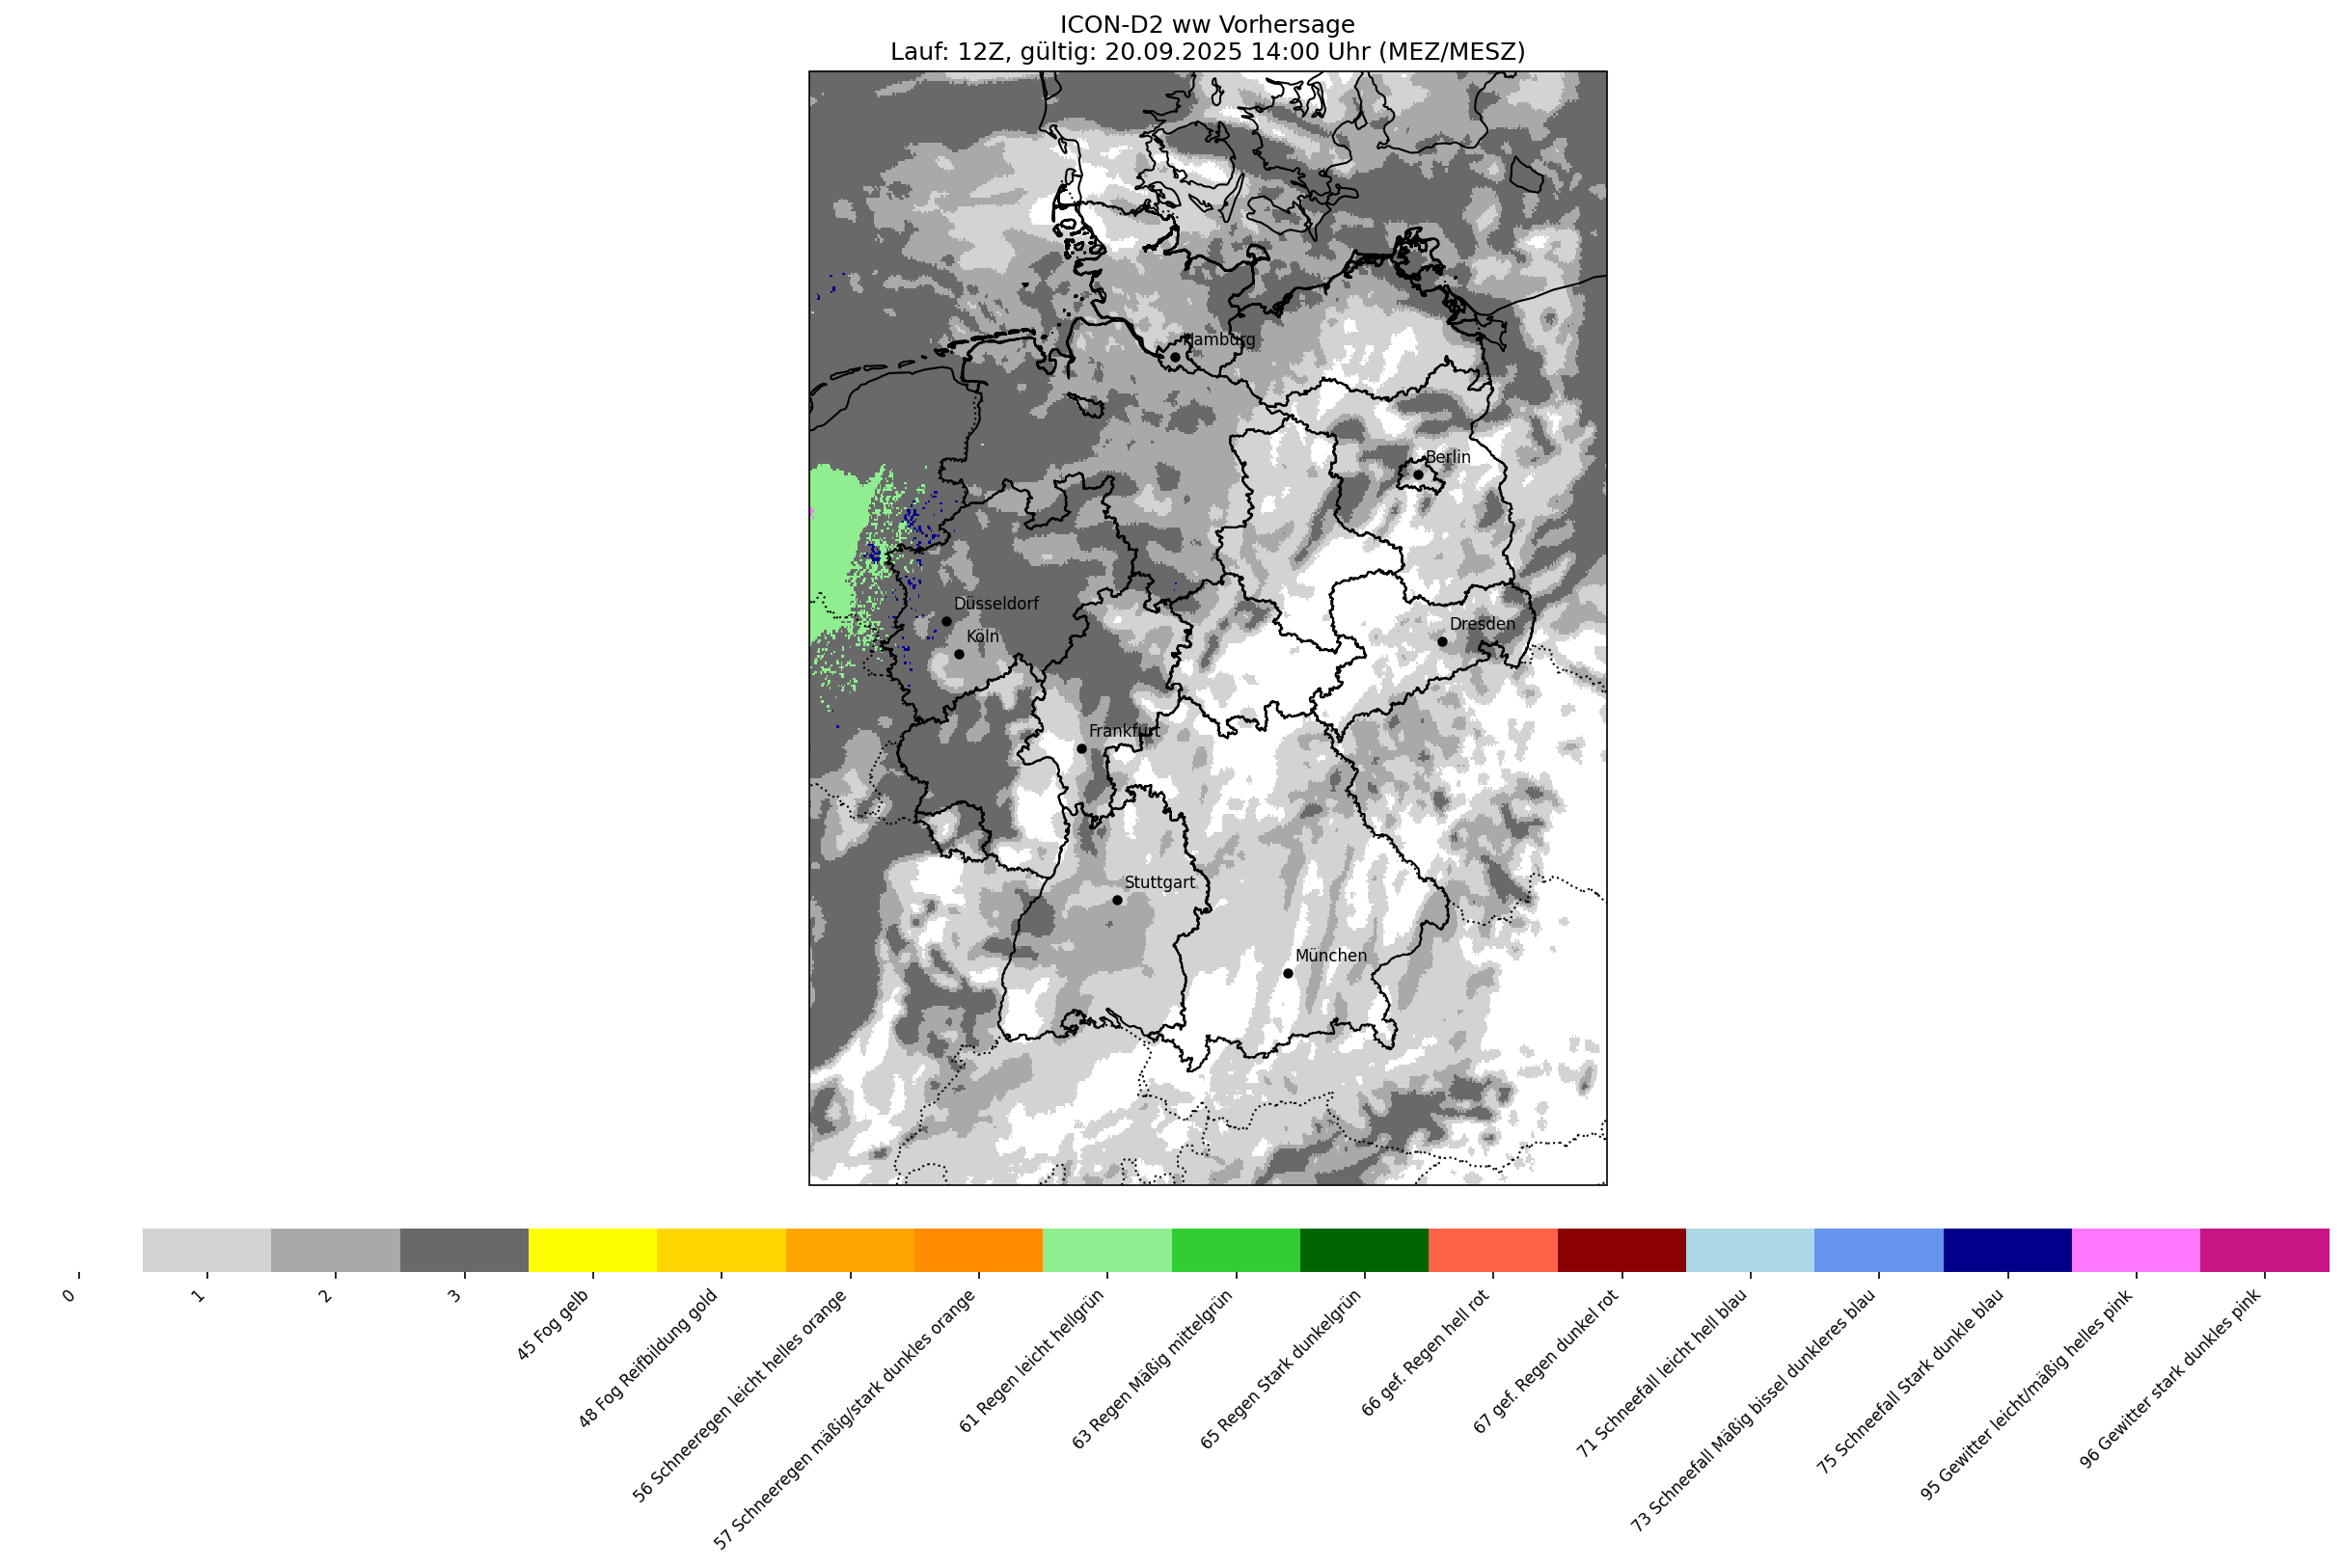 ICON-D2 ww Vorhersage
Lauf: 12Z, gültig: 20.09.2025 14:00 Uhr (MEZ/MESZ)
Hamburg
Berlin
Düsseldorf
Köln
Dresden
Frankfurt
Stuttgart
München
0
1
2
3
45 Fog gelb
48 Fog Reifbildung gold
56 Schneeregen leicht helles orange
57 Schneeregen mäßig/stark dunkles orange
61 Regen leicht hellgrün
63 Regen Mäßig mittelgrün
65 Regen Stark dunkelgrün
66 gef. Regen hell rot
67 gef. Regen dunkel rot
71 Schneefall leicht hell blau
73 Schneefall Mäßig bissel dunkleres blau
75 Schneefall Stark dunkle blau
95 Gewitter leicht/mäßig helles pink
96 Gewitter stark dunkles pink